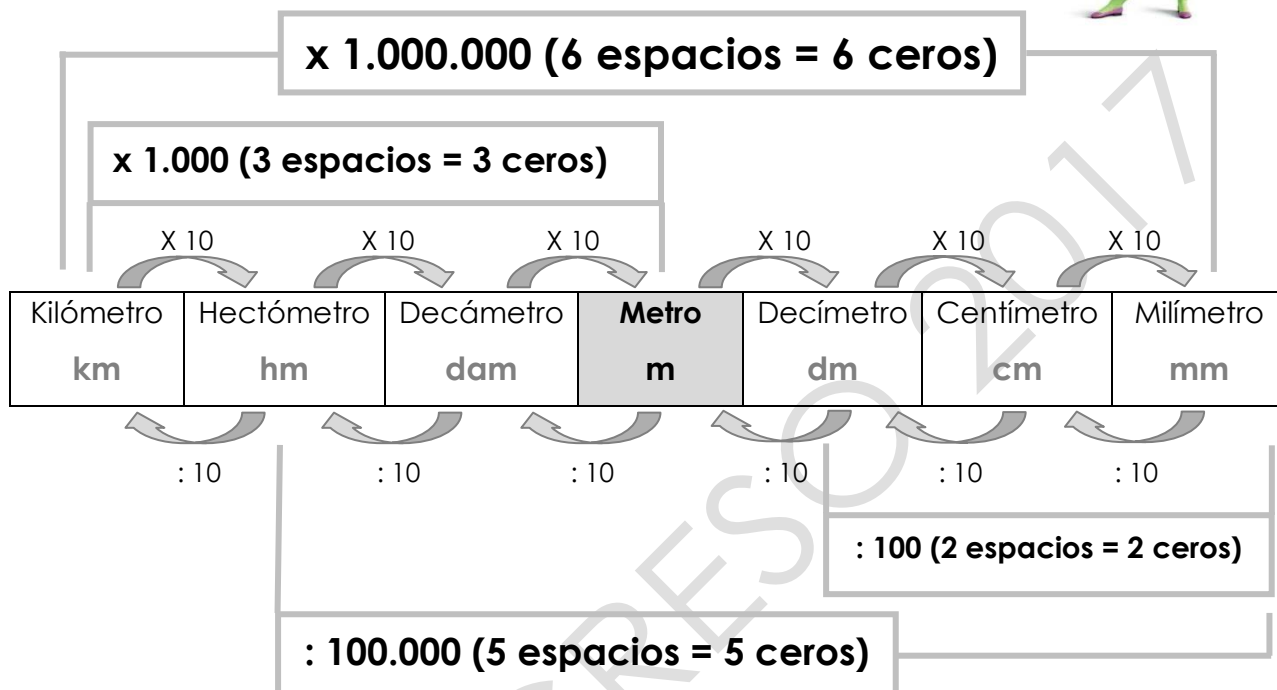 x 1.000.000 (6 espacios = 6 ceros)
x 1.000 (3 espacios = 3 ceros)
X 10 X 10 X 10 X 10 X 10 X 10
Kilómetro Hectómetro Decámetro Metro Decímetro Centímetro Milímetro
km hm dam m dm cm mm
: 10 : 10 : 10 : 10 : 10 : 10
: 100 (2 espacios = 2 ceros)
: 100.000 (5 espacios = 5 ceros)
RESO 2017